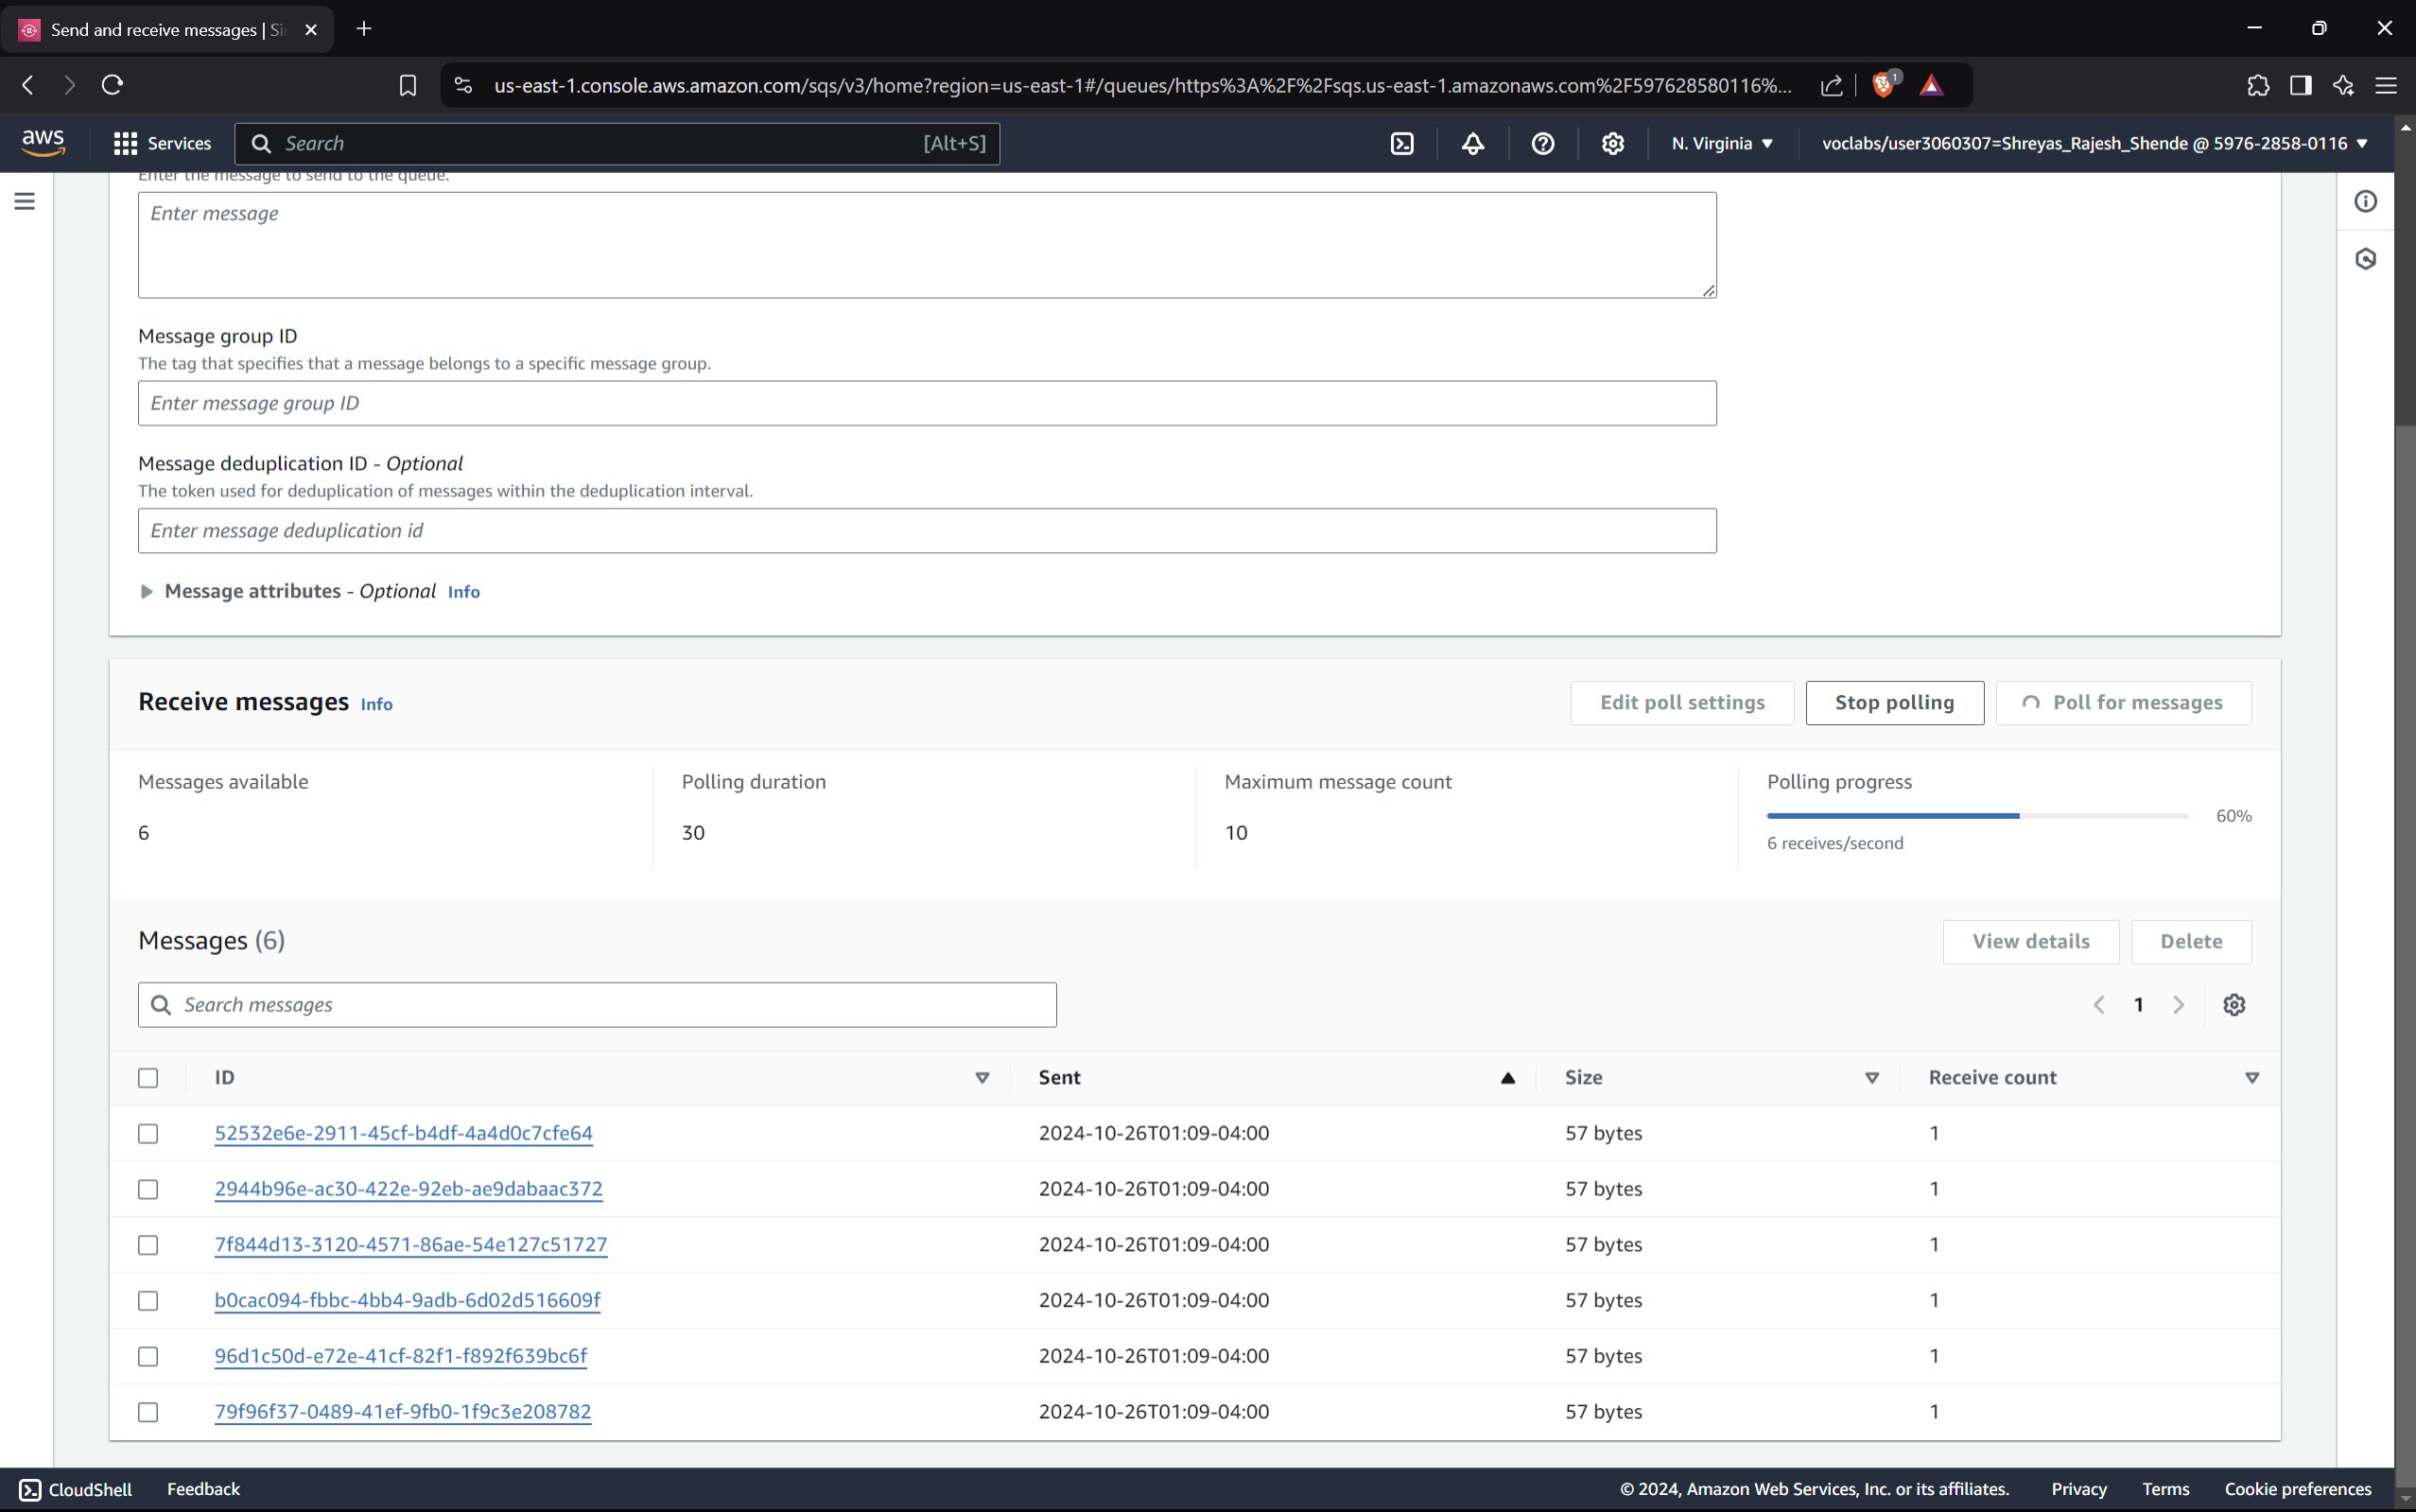 Send and receive messages | Si
us-east-1.console.aws.amazon.com/sqs/v3/home?region=us-east-1#/queues/https%3A%2F%2Fsqs.us-east-1.amazonaws.com%2F597628580116%...
1
aws
Services
Search
[Alt+S]
N. Virginia
voclabs/user3060307=Shreyas_Rajesh_Shende @ 5976-2858-0116
Enter the message to send to the queue.
Enter message
Message group ID
The tag that specifies that a message belongs to a specific message group.
Enter message group ID
Message deduplication ID - Optional
The token used for deduplication of messages within the deduplication interval.
Enter message deduplication id
Message attributes - Optional Info
Receive messages Info
Edit poll settings
Stop polling
Poll for messages
Messages available
Polling duration
Maximum message count
Polling progress
6
30
10
60%
6 receives/second
Messages (6)
View details
Delete
Search messages
1
ID Sent Size Receive count
52532e6e-2911-45cf-b4df-4a4d0c7cfe64 2024-10-26T01:09-04:00 57 bytes 1
2944b96e-ac30-422e-92eb-ae9dabaac372 2024-10-26T01:09-04:00 57 bytes 1
7f844d13-3120-4571-86ae-54e127c51727 2024-10-26T01:09-04:00 57 bytes 1
b0cac094-fbbc-4bb4-9adb-6d02d516609f 2024-10-26T01:09-04:00 57 bytes 1
96d1c50d-e72e-41cf-82f1-f892f639bc6f 2024-10-26T01:09-04:00 57 bytes 1
79f96f37-0489-41ef-9fb0-1f9c3e208782 2024-10-26T01:09-04:00 57 bytes 1
CloudShell Feedback © 2024, Amazon Web Services, Inc. or its affiliates. Privacy Terms Cookie preferences